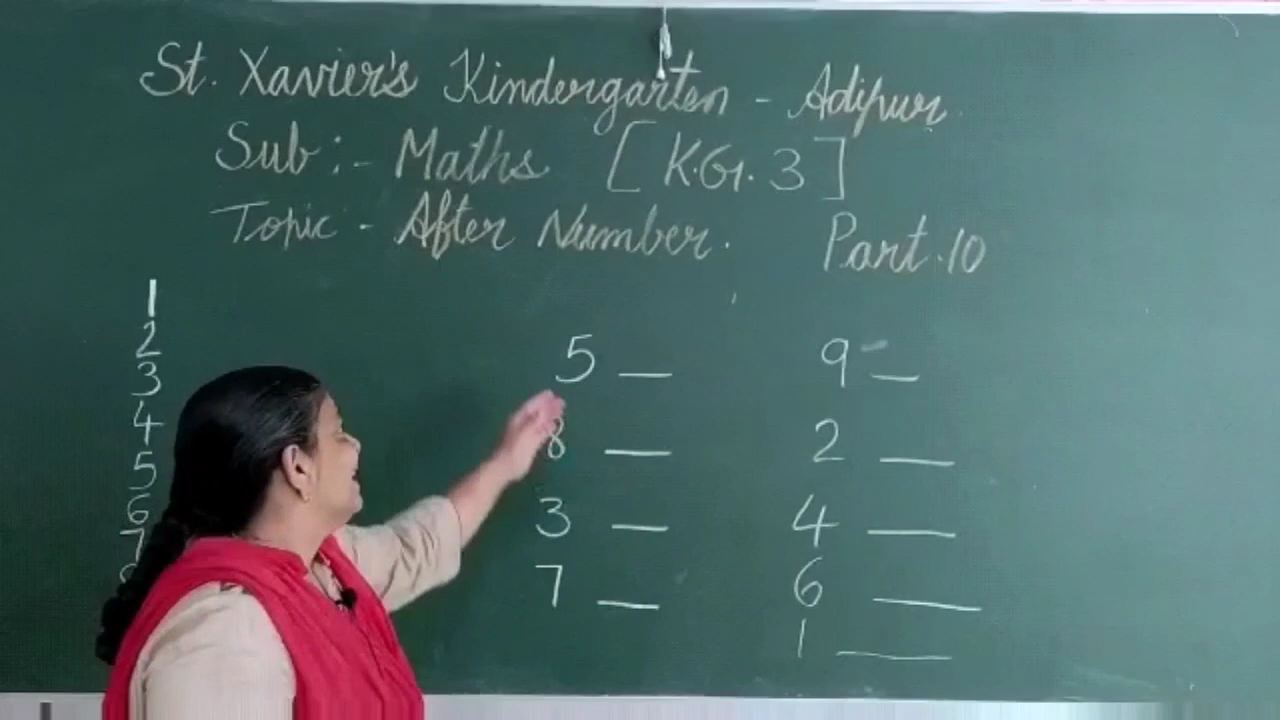 St. Xavier's Kindergarten - Adipur
Sub :- Maths [K.G. 3]
Topic - After Number. Part.10
1
2
3
4
5
6
7
5 __ 9 __
8 __ 2 __
3 __ 4 __
7 __ 6 __
1 __